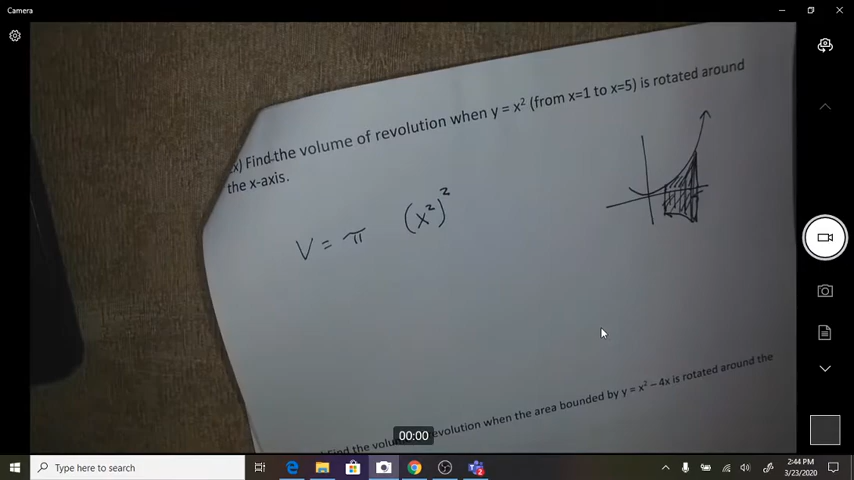 Camera
x) Find the volume of revolution when y = x² (from x=1 to x=5) is rotated around
the x-axis.
V = π (x²)²
Find the volu revolution when the area bounded by y = x² – 4x is rotated around the
00:00
Type here to search
2:44 PM
3/23/2020
2